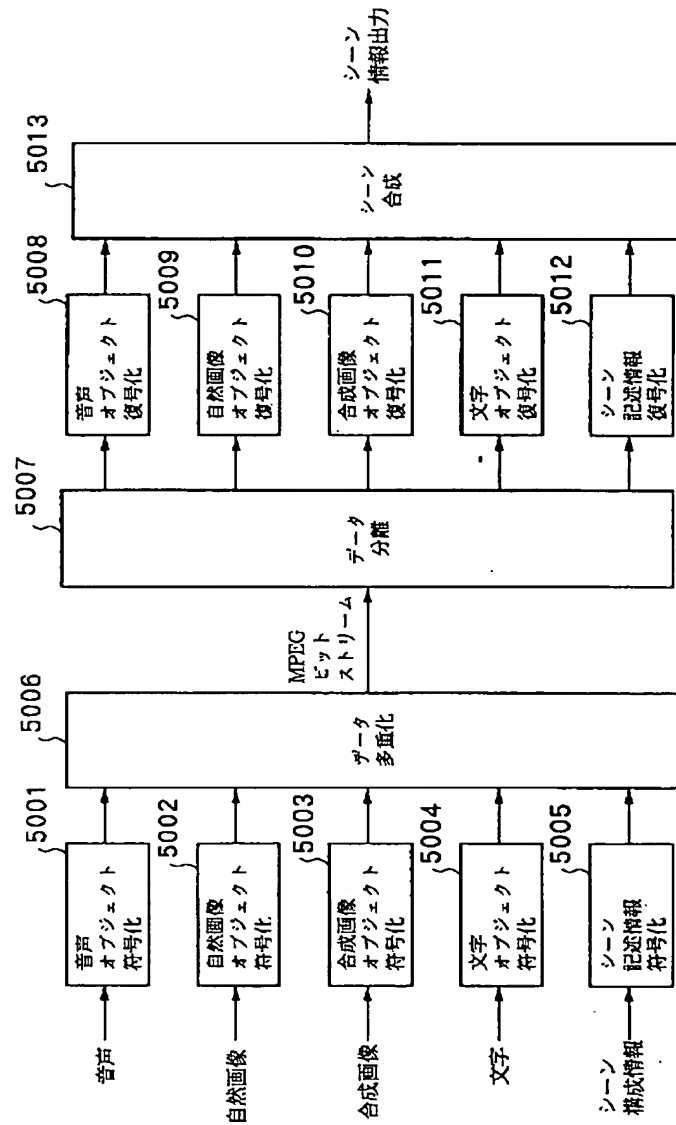 音声
自然画像
合成画像
文字
シーン
構成情報
5001
音声
オブジェクト
符号化
5002
自然画像
オブジェクト
符号化
5003
合成画像
オブジェクト
符号化
5004
文字
オブジェクト
符号化
5005
シーン
記述情報
符号化
5006
データ
多重化
MPEG
ビット
ストリーム
5007
データ
分離
5008
音声
オブジェクト
復号化
5009
自然画像
オブジェクト
復号化
5010
合成画像
オブジェクト
復号化
5011
文字
オブジェクト
復号化
5012
シーン
記述情報
復号化
5013
シーン
合成
シーン
情報出力